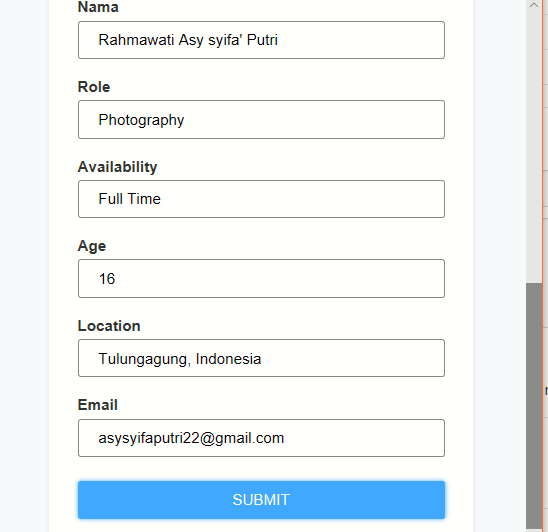 Nama
Rahmawati Asy syifa' Putri
Role
Photography
Availability
Full Time
Age
16
Location
Tulungagung, Indonesia
Email
asysyifaputri22@gmail.com
SUBMIT